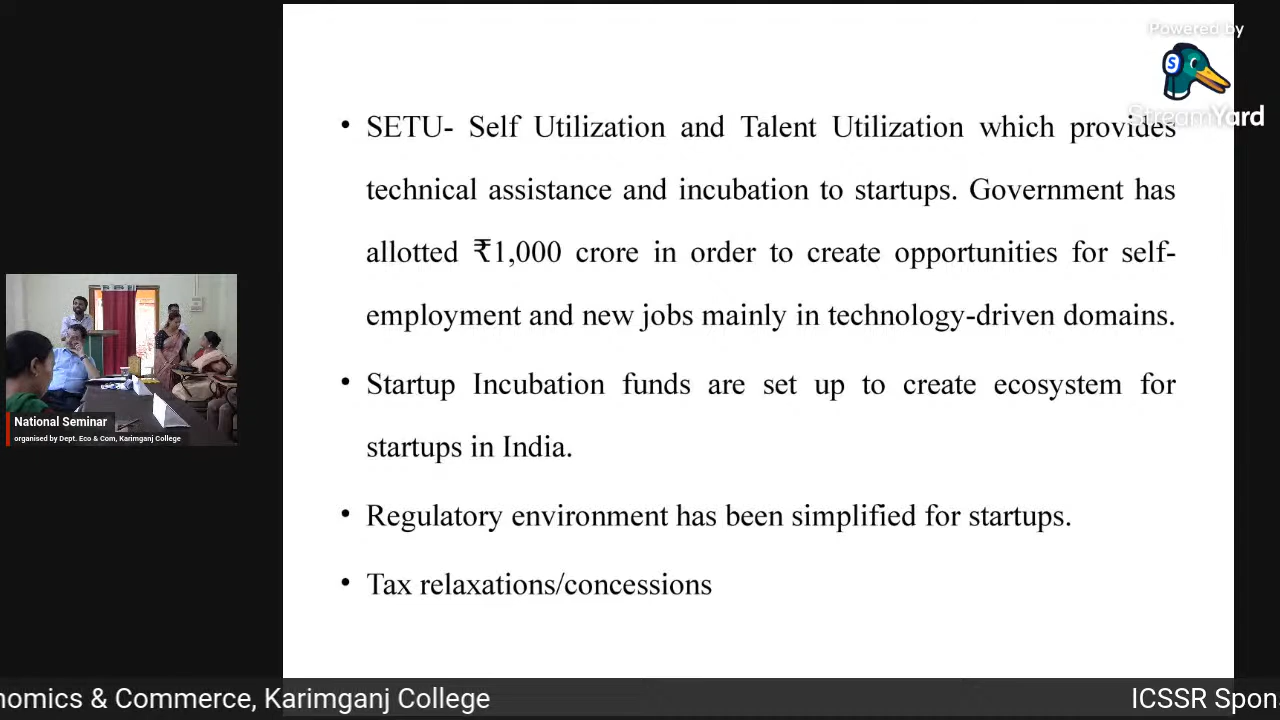 Powered by
StreamYard
• SETU- Self Utilization and Talent Utilization which provides
technical assistance and incubation to startups. Government has
allotted ₹1,000 crore in order to create opportunities for self-
employment and new jobs mainly in technology-driven domains.
• Startup Incubation funds are set up to create ecosystem for
startups in India.
• Regulatory environment has been simplified for startups.
• Tax relaxations/concessions
National Seminar
organised by Dept. Eco & Com, Karimganj College
nomics & Commerce, Karimganj College
ICSSR Spon